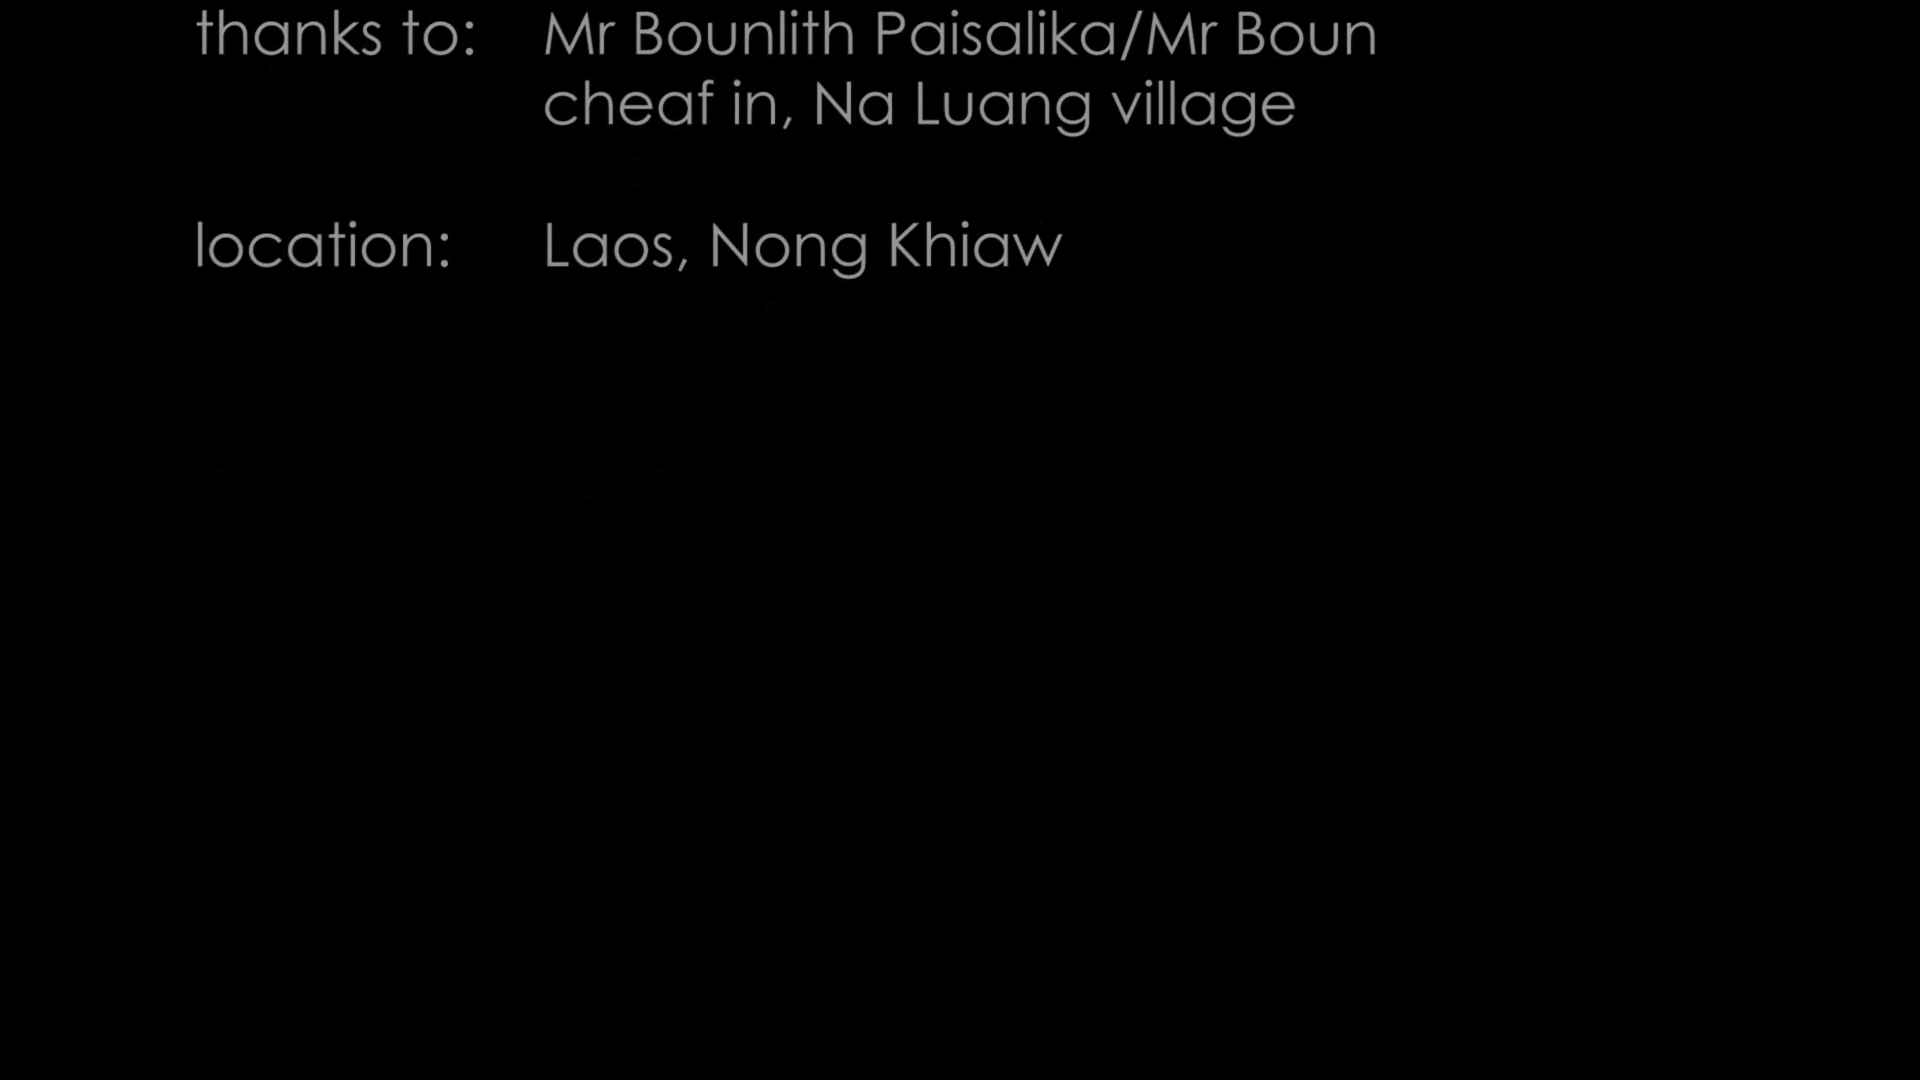 thanks to: Mr Bounlith Paisalika/Mr Boun
cheaf in, Na Luang village
location: Laos, Nong Khiaw